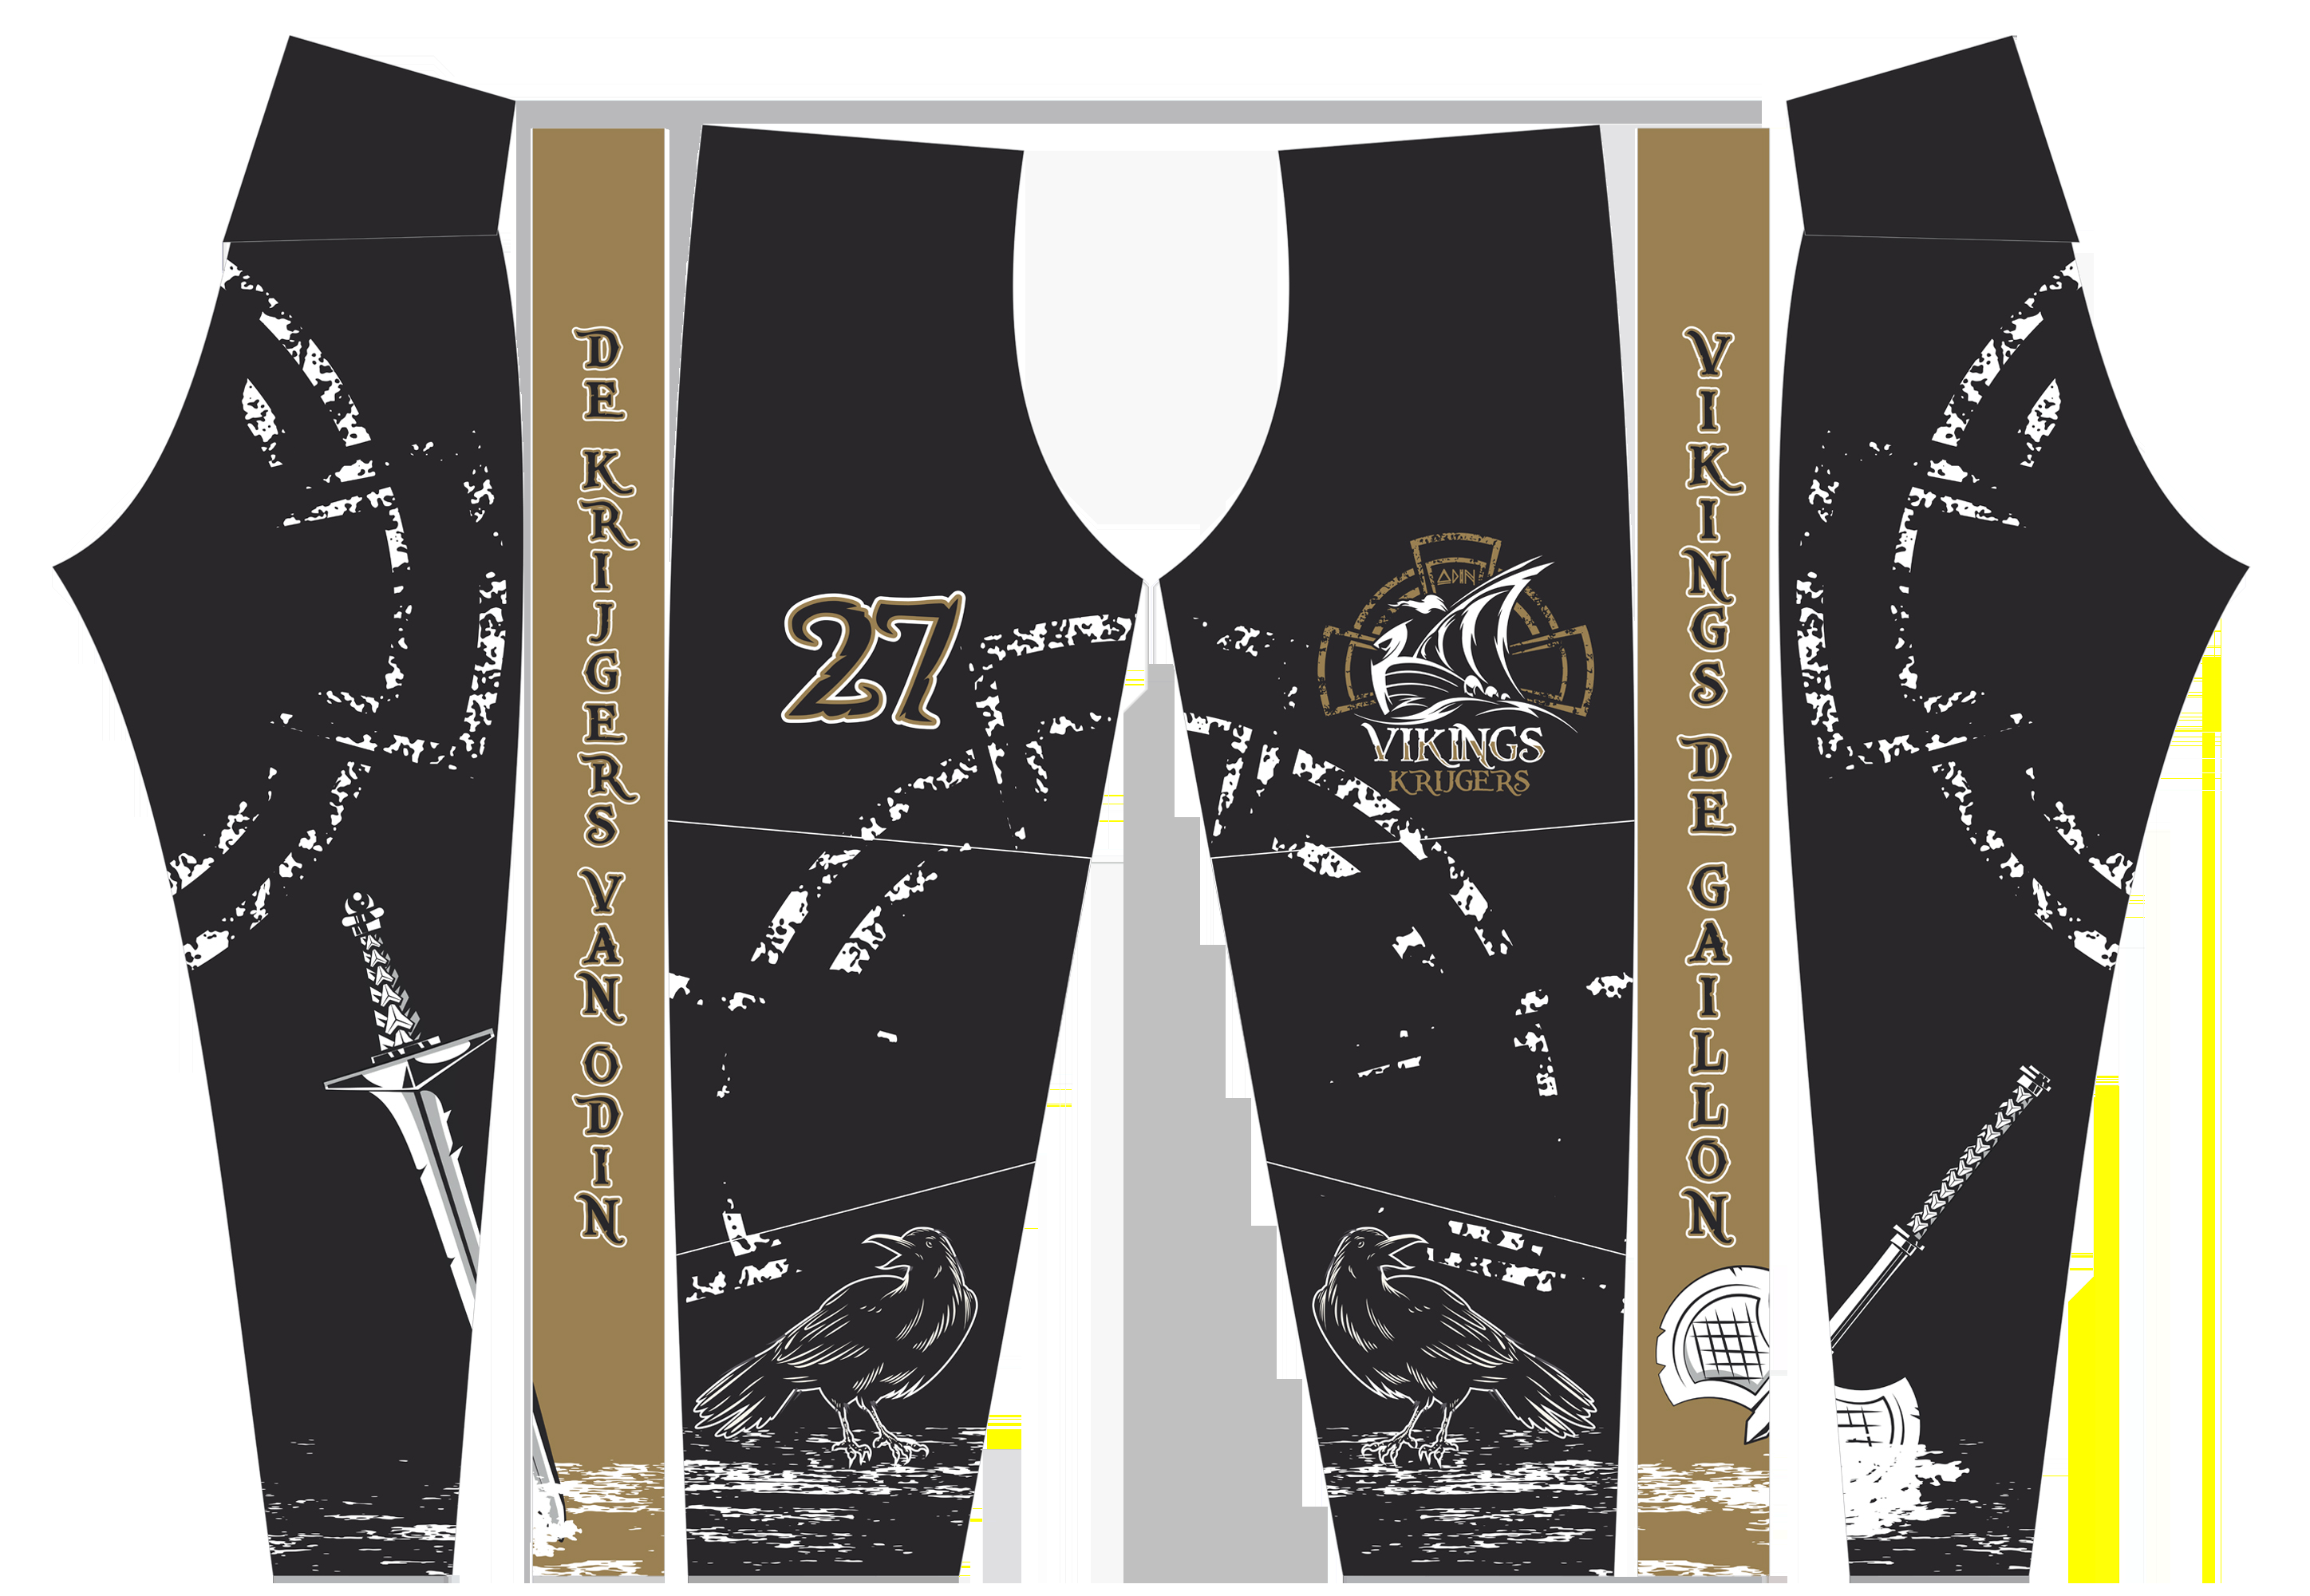 DE KRIJGERS VAN ODIN
27
ODIN
VIKINGS
KRIJGERS
VIKINGS DE GAILLON